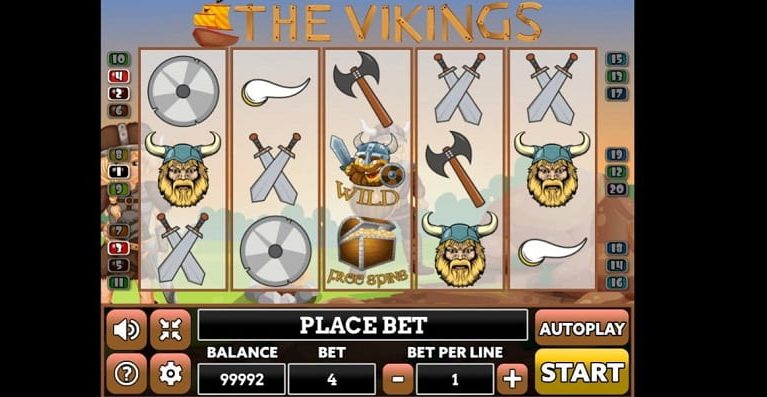 THE VIKINGS
10
4
2
6
8
1
9
7
3
5
11
15
13
17
19
12
20
18
14
16
WILD
FREE SPINS
PLACE BET
AUTOPLAY
BALANCE BET BET PER LINE
99992 4 - 1 +
START
?